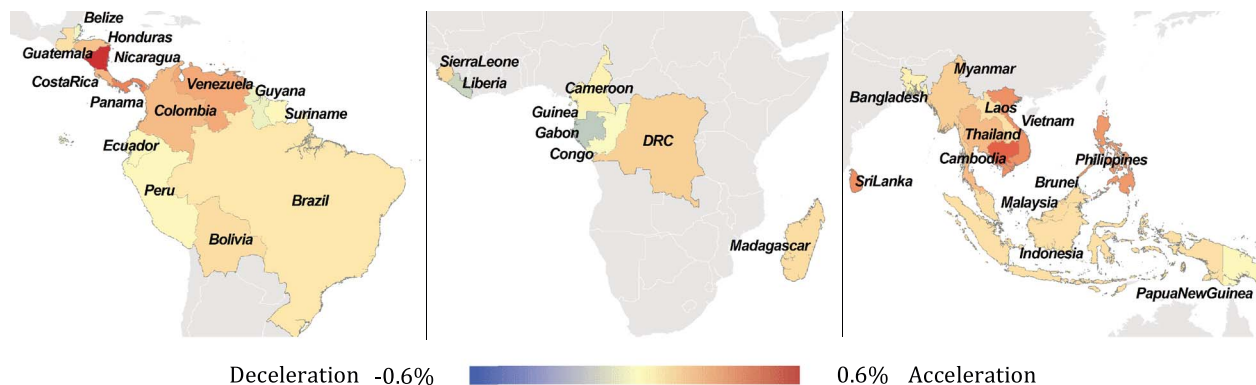 Belize
Honduras
Guatemala
Nicaragua
CostaRica
Panama
Venezuela
Guyana
Colombia
Suriname
Ecuador
Peru
Brazil
Bolivia
SierraLeone
Liberia
Cameroon
Guinea
Gabon
Congo
DRC
Madagascar
Myanmar
Bangladesh
Laos
Vietnam
Thailand
Cambodia
Philippines
SriLanka
Brunei
Malaysia
Indonesia
PapuaNewGuinea
Deceleration -0.6% 0.6% Accleration